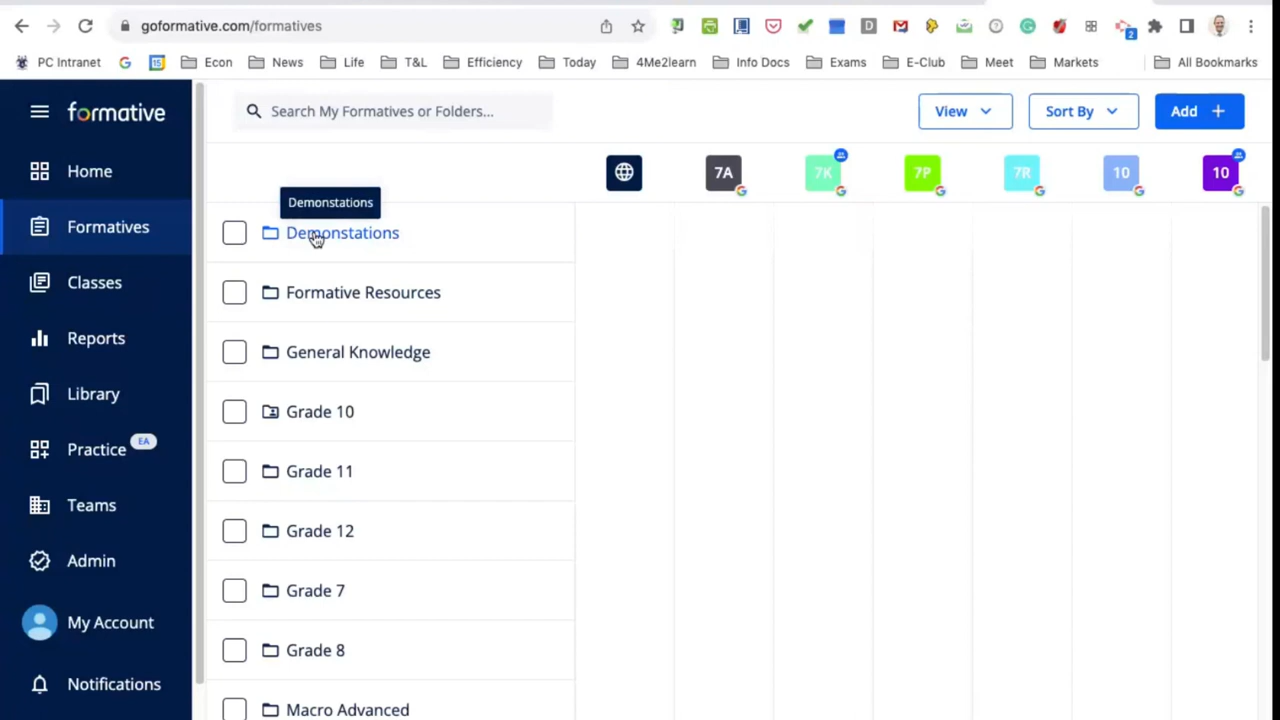 goformative.com/formatives
2
PC Intranet
15
Econ
News
Life
T&L
Efficiency
Today
4Me2learn
Info Docs
Exams
E-Club
Meet
Markets
All Bookmarks
formative
Search My Formatives or Folders...
View
Sort By
Add +
Home
7A
7K
7P
7R
10
10
Demonstations
Formatives
Demonstations
Classes
Formative Resources
Reports
General Knowledge
Library
Grade 10
Practice
EA
Grade 11
Teams
Grade 12
Admin
Grade 7
My Account
Grade 8
Notifications
Macro Advanced